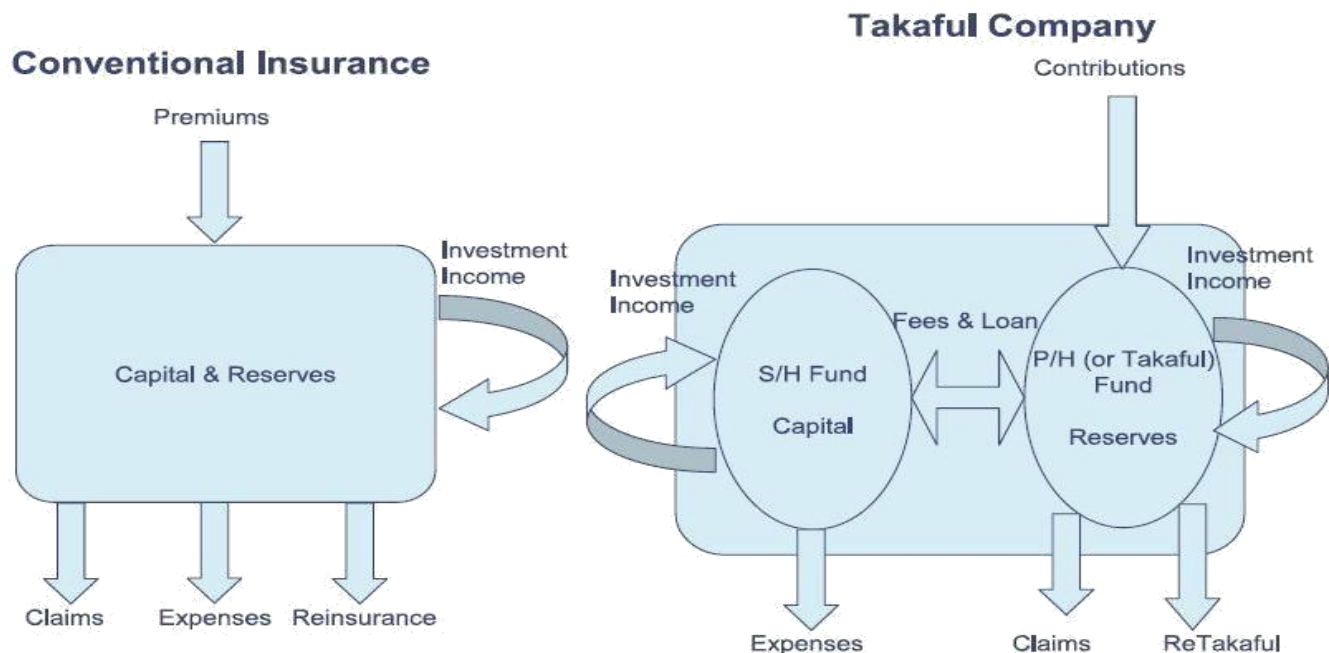 Conventional Insurance
Premiums
Investment
Income
Capital & Reserves
Claims
Expenses
Reinsurance
Takaful Company
Contributions
Investment
Income
Fees & Loan
Investment
Income
S/H Fund
Capital
P/H (or Takaful)
Fund
Reserves
Expenses
Claims
ReTakaful